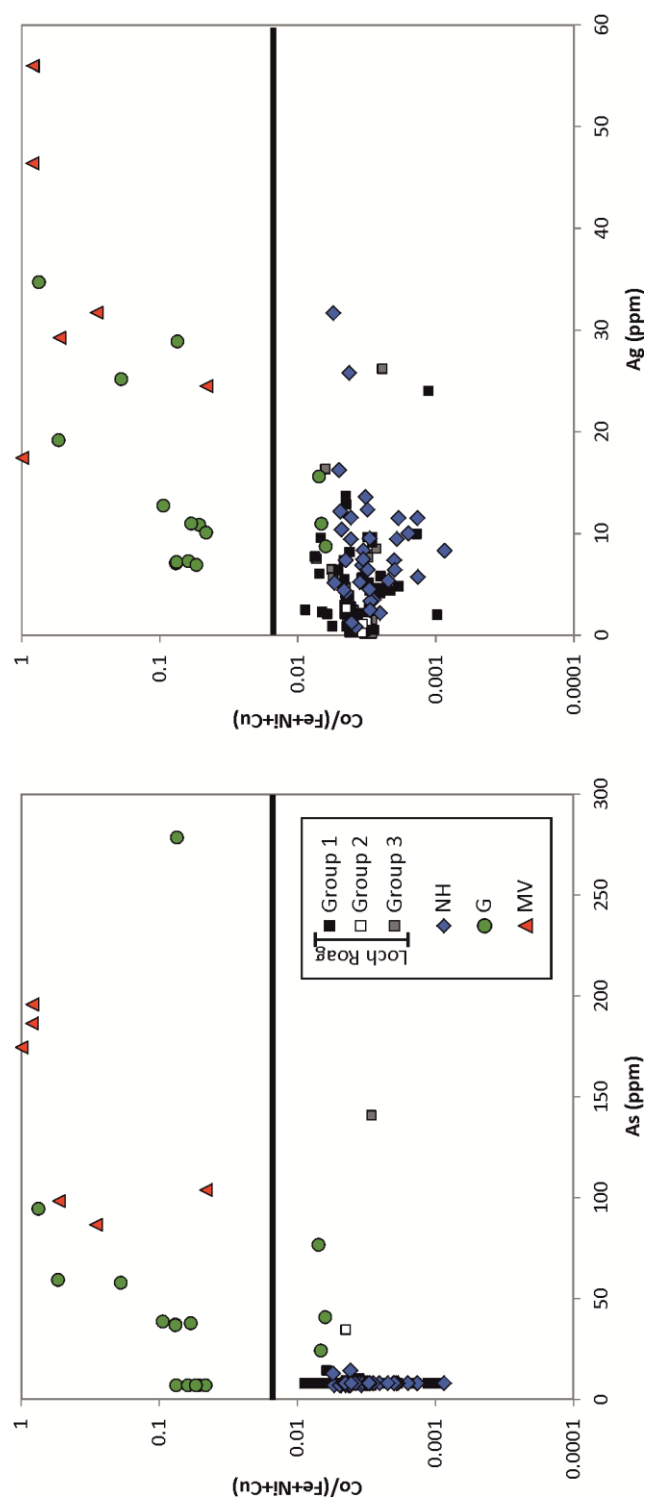 Co/(Fe+Ni+Cu)
1
0.1
0.01
0.001
0.0001
0
50
100
150
200
250
300
As (ppm)
Loch Roag
Group 1
Group 2
Group 3
NH
G
MV
Co/(Fe+Ni+Cu)
1
0.1
0.01
0.001
0.0001
0
10
20
30
40
50
60
Ag (ppm)